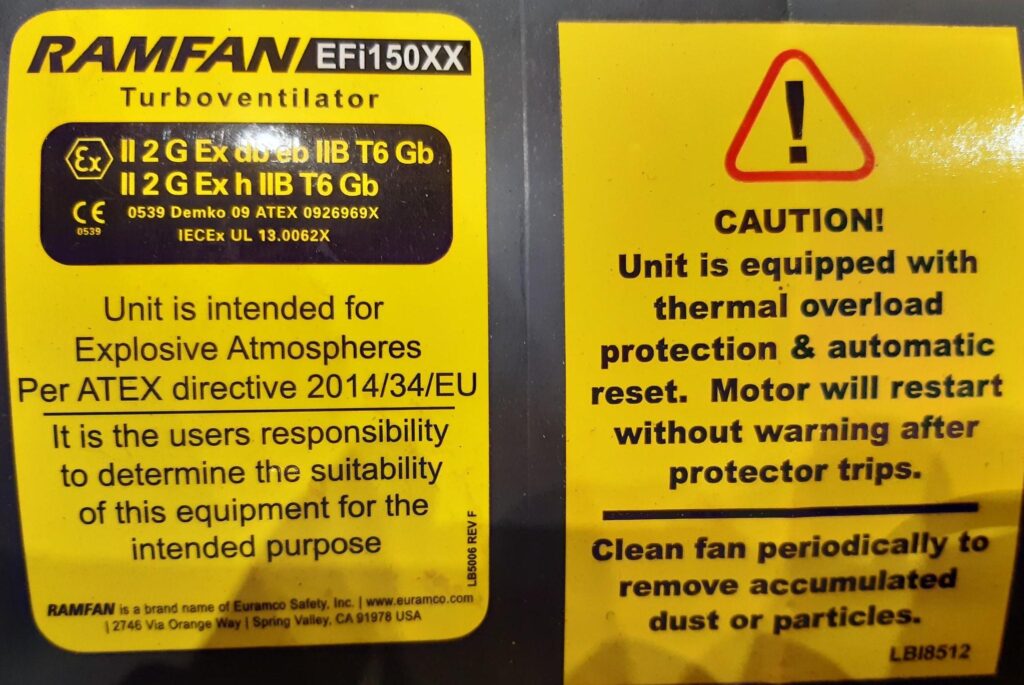 RAMFAN EFi150XX
Turboventilator
Ex II 2 G Ex db eb IIB T6 Gb
II 2 G Ex h IIB T6 Gb
CE 0539 Demko 09 ATEX 0926969X
0539
IECEx UL 13.0062X
Unit is intended for
Explosive Atmospheres
Per ATEX directive 2014/34/EU
It is the users responsibility
to determine the suitability
of this equipment for the
intended purpose
LB5006 REV F
RAMFAN is a brand name of Euramco Safety, Inc. | www.euramco.com
| 2746 Via Orange Way | Spring Valley, CA 91978 USA
!
CAUTION!
Unit is equipped with
thermal overload
protection & automatic
reset. Motor will restart
without warning after
protector trips.
Clean fan periodically to
remove accumulated
dust or particles.
LBI8512